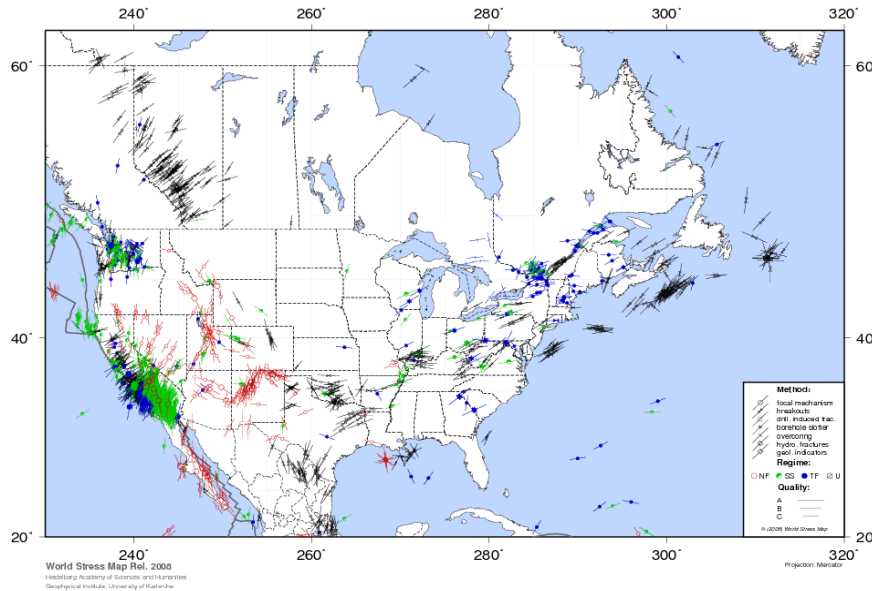 240° 260° 280° 300° 320°
60° 60°
40° 40°
20° 20°
240° 260° 280° 300° 320°
Method:
focal mechanism
breakouts
drill. induced frac.
borehole slotter
overcoring
hydro. fractures
geol. indicators
Regime:
NF SS TF U
Quality:
A
B
C
© (2008) World Stress Map
World Stress Map Rel. 2008
Heidelberg Academy of Sciences and Humanities
Geophysical Institute, University of Karlsruhe
Projection: Mercator